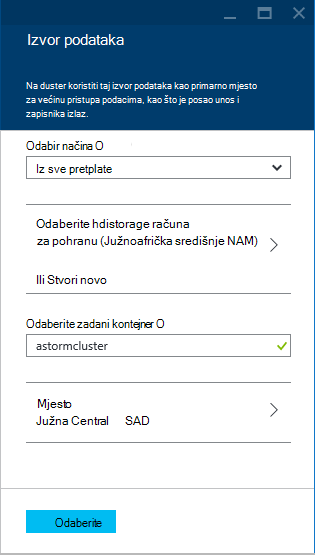 Izvor podataka
Na duster koristiti taj izvor podataka kao primarno mjesto
za većinu pristupa podacima, kao što je posao unos i
zapisnika izlaz.
Odabir načina O
Iz sve pretplate
Odaberite hdistorage računa
za pohranu (Južnoafrička središnje NAM)
Ili Stvori novo
Odaberite zadani kontejner O
astormcluster
Mjesto
Južna Central SAD
Odaberite